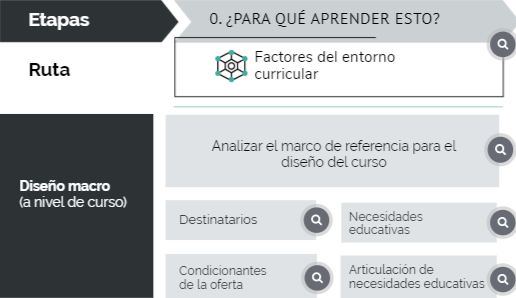 Etapas
0. ¿PARA QUÉ APRENDER ESTO?
Ruta
Factores del entorno
curricular
Diseño macro
(a nivel de curso)
Analizar el marco de referencia para el
diseño del curso
Destinatarios
Necesidades
educativas
Condicionantes
de la oferta
Articulación de
necesidades educativas